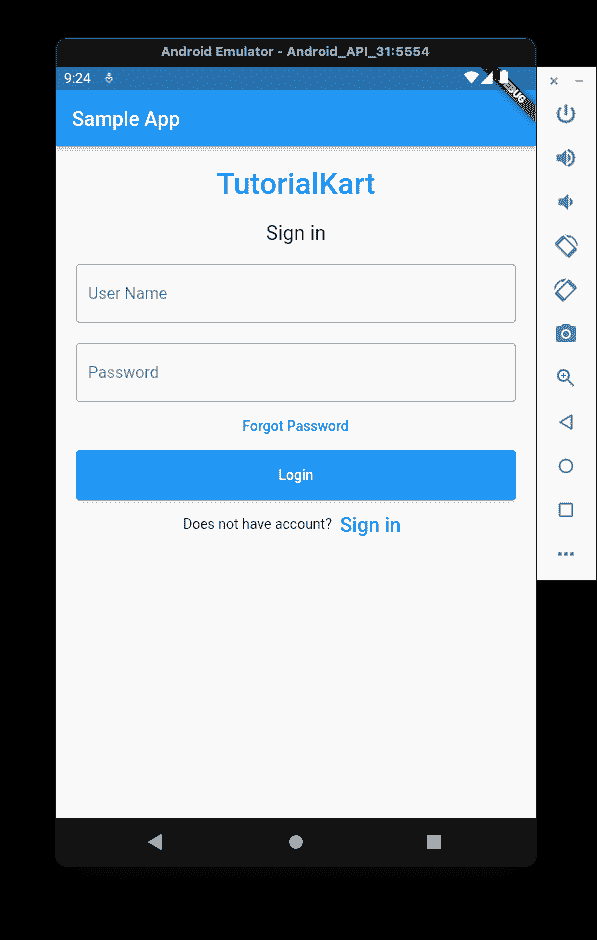 Android Emulator - Android_API_31:5554
9:24
Sample App
TutorialKart
Sign in
User Name
Password
Forgot Password
Login
Does not have account? Sign in